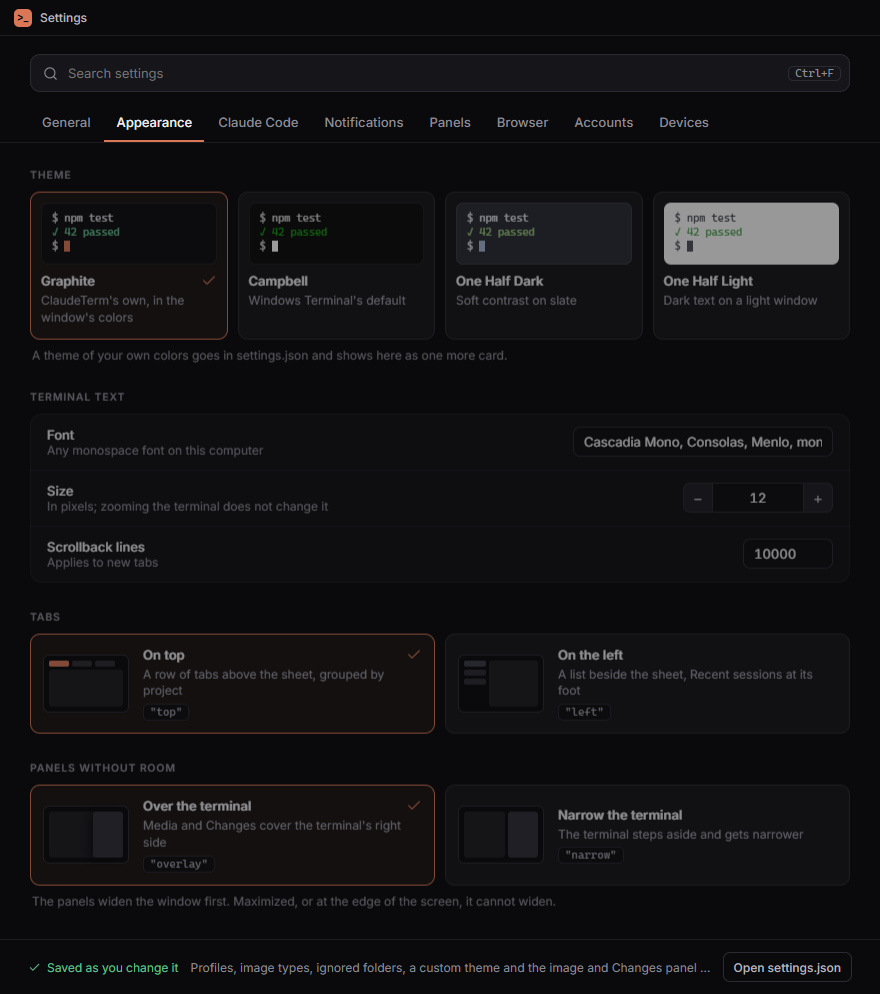 >_ Settings
Search settings Ctrl+F
General Appearance Claude Code Notifications Panels Browser Accounts Devices
THEME
$ npm test
✓ 42 passed
$
Graphite
ClaudeTerm's own, in the
window's colors
$ npm test
✓ 42 passed
$
Campbell
Windows Terminal's default
$ npm test
✓ 42 passed
$
One Half Dark
Soft contrast on slate
$ npm test
✓ 42 passed
$
One Half Light
Dark text on a light window
A theme of your own colors goes in settings.json and shows here as one more card.
TERMINAL TEXT
Font
Any monospace font on this computer
Cascadia Mono, Consolas, Menlo, mon
Size
In pixels; zooming the terminal does not change it
− 12 +
Scrollback lines
Applies to new tabs
10000
TABS
On top
A row of tabs above the sheet, grouped by
project
"top"
On the left
A list beside the sheet, Recent sessions at its
foot
"left"
PANELS WITHOUT ROOM
Over the terminal
Media and Changes cover the terminal's right
side
"overlay"
Narrow the terminal
The terminal steps aside and gets narrower
"narrow"
The panels widen the window first. Maximized, or at the edge of the screen, it cannot widen.
✓ Saved as you change it Profiles, image types, ignored folders, a custom theme and the image and Changes panel ... Open settings.json